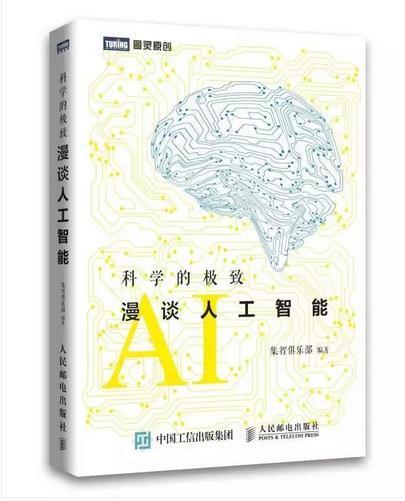 TURING 图灵原创
科学的极致
漫谈人工智能
AI
集智俱乐部 编著
中国工信出版集团
人民邮电出版社
POSTS & TELECOM PRESS
科学的极致
漫谈人工智能
集智俱乐部 编著
人民邮电出版社